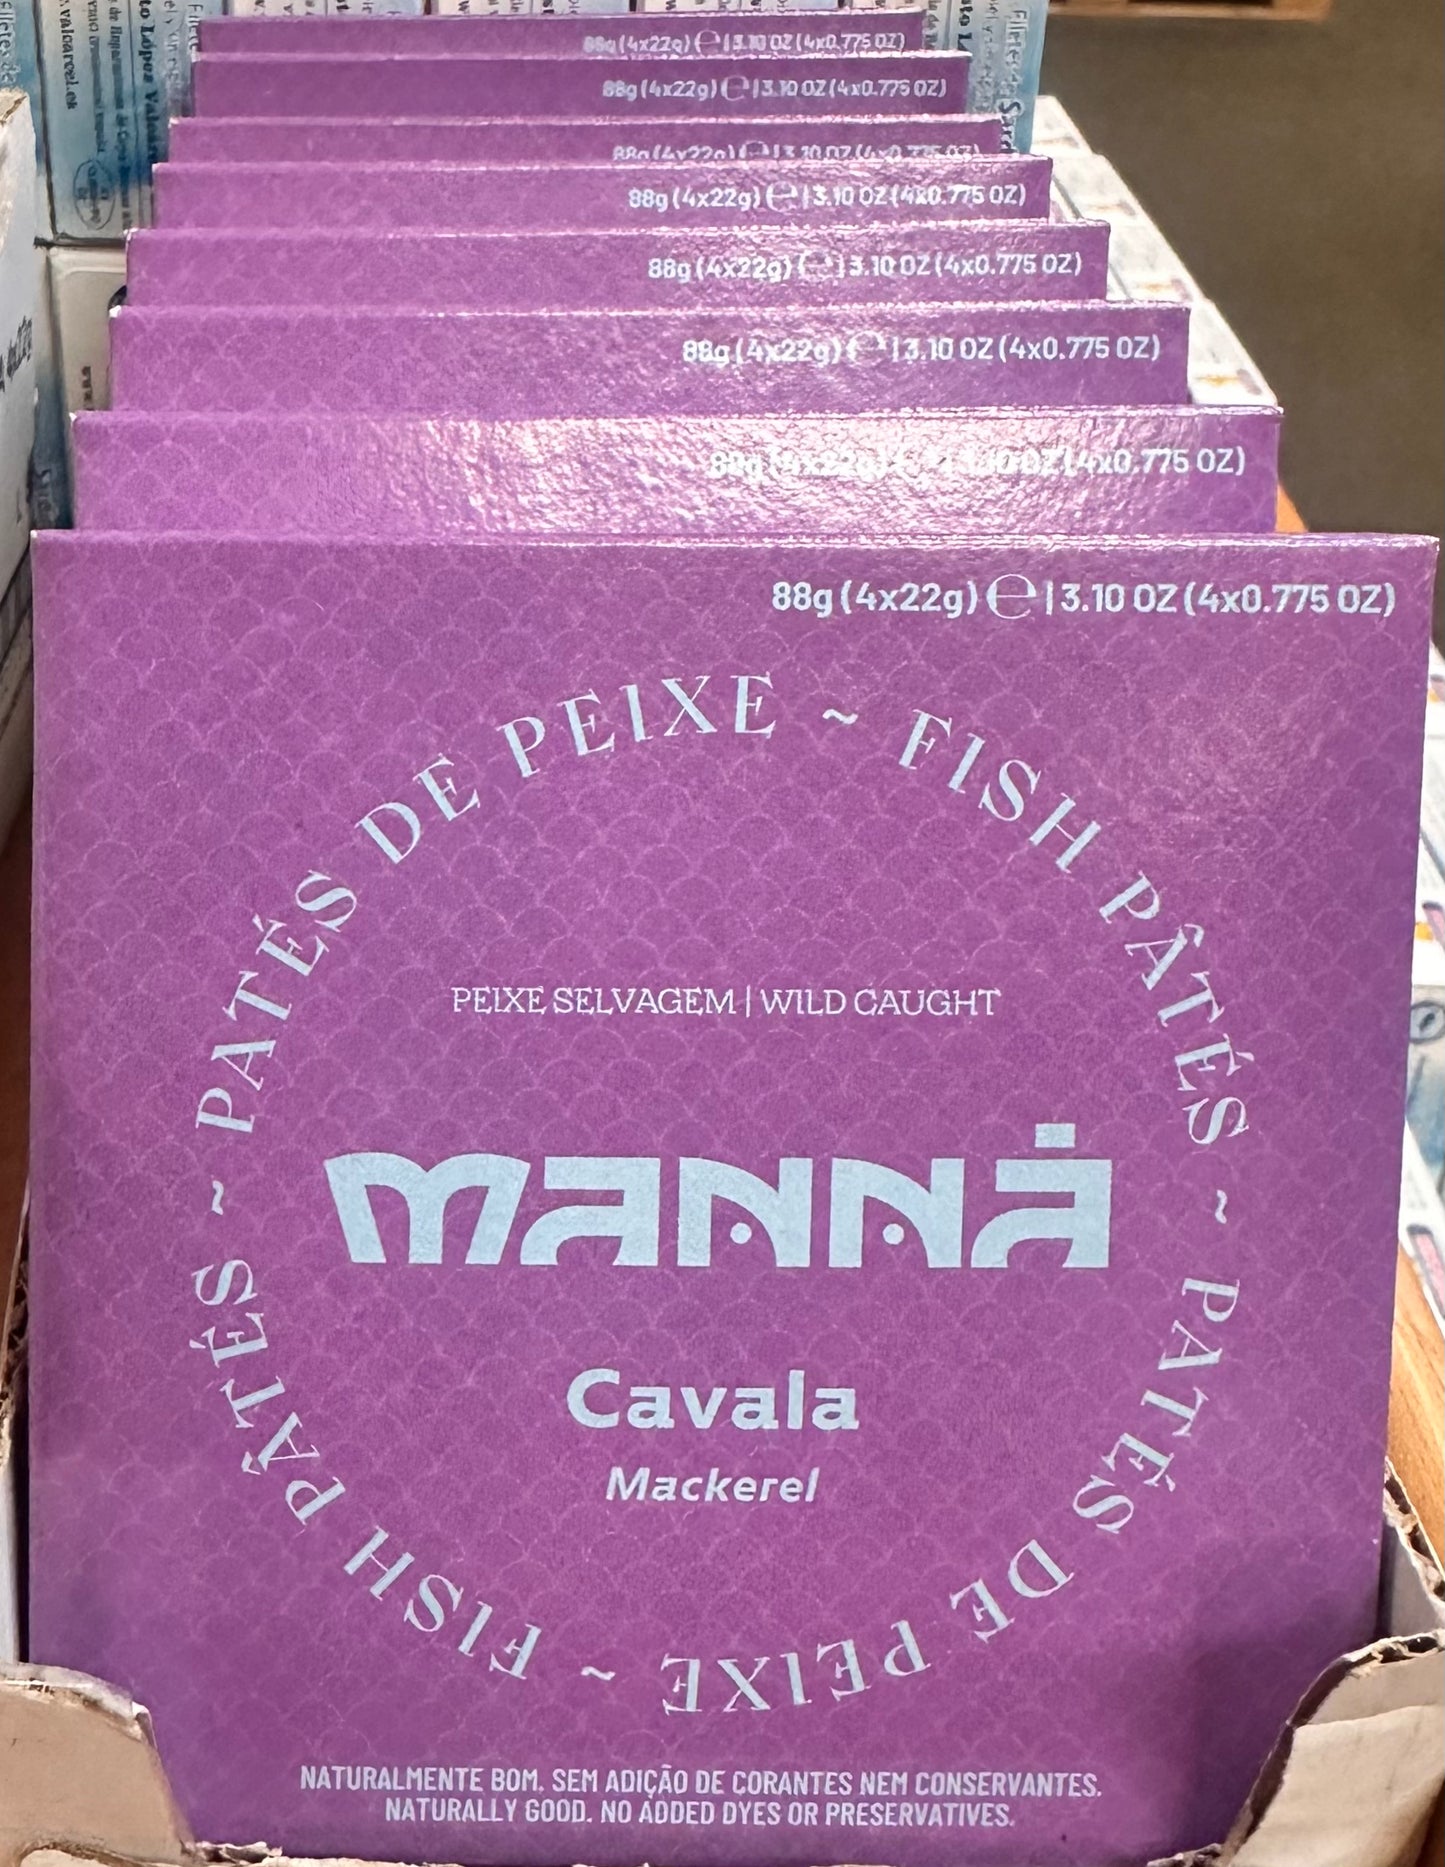 88g (4x22g) ℮ | 3.10 OZ (4x0.775 OZ)
88g (4x22g) ℮ | 3.10 OZ (4x0.775 OZ)
88g (4x22g) ℮ | 3.10 OZ (4x0.775 OZ)
88g (4x22g) ℮ | 3.10 OZ (4x0.775 OZ)
88g (4x22g) ℮ | 3.10 OZ (4x0.775 OZ)
88g (4x22g) ℮ | 3.10 OZ (4x0.775 OZ)
(4x0.775 OZ)
88g (4x22g) ℮ | 3.10 OZ (4x0.775 OZ)
PATÉS DE PEIXE ~ FISH PÂTÉS ~ PATÉS DE PEIXE ~ FISH PÂTÉS ~
PEIXE SELVAGEM | WILD CAUGHT
MANNÁ
Cavala
Mackerel
NATURALMENTE BOM. SEM ADIÇÃO DE CORANTES NEM CONSERVANTES.
NATURALLY GOOD. NO ADDED DYES OR PRESERVATIVES.